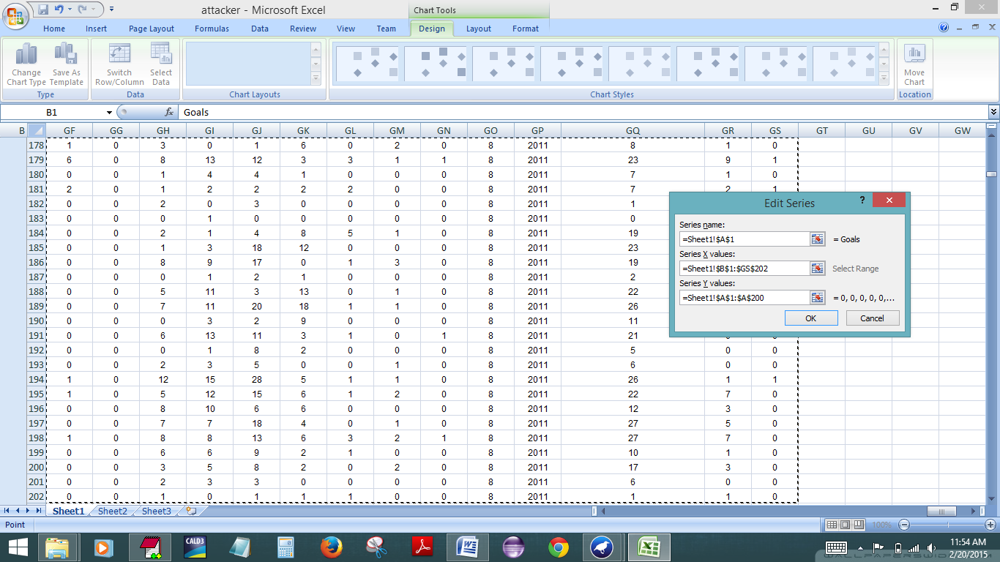 attacker - Microsoft Excel
Chart Tools
Home Insert Page Layout Formulas Data Review View Team Design Layout Format
Change Chart Type
Save As Template
Switch Row/Column
Select Data
Move Chart
Type Data Chart Layouts Chart Styles Location
B1 fx Goals
B GF GG GH GI GJ GK GL GM GN GO GP GQ GR GS GT GU GV GW
178 1 0 3 0 1 6 0 2 0 8 2011 8 1 0
179 6 0 8 13 12 3 3 1 1 8 2011 23 9 1
180 0 0 1 4 4 1 0 0 0 8 2011 7 1 0
181 2 0 1 2 2 2 2 0 0 8 2011 7 2 1
182 0 0 2 0 3 0 0 0 0 8 2011 1
183 0 0 0 1 0 0 0 0 0 8 2011 0
184 0 0 2 1 4 8 5 1 0 8 2011 19
185 0 0 1 3 18 12 0 0 0 8 2011 23
186 0 0 8 9 17 0 1 3 0 8 2011 19
187 0 0 0 1 2 1 0 0 0 8 2011 2
188 0 0 5 11 3 13 0 1 0 8 2011 22
189 0 0 7 11 20 18 1 1 0 8 2011 26
190 0 0 0 3 2 9 0 0 0 8 2011 11
191 0 0 6 13 11 3 1 0 1 8 2011 21
192 0 0 0 1 8 2 0 0 0 8 2011 5 0 0
193 0 0 2 3 5 0 0 1 0 8 2011 6 0 0
194 1 0 12 15 28 5 1 1 0 8 2011 26 1 1
195 1 0 5 12 15 6 1 2 0 8 2011 22 7 0
196 0 0 8 10 6 6 0 0 0 8 2011 12 3 0
197 0 0 7 7 18 4 0 1 0 8 2011 27 5 0
198 1 0 8 8 13 6 3 2 1 8 2011 27 7 0
199 0 0 6 6 9 2 1 0 0 8 2011 10 1 0
200 0 0 3 5 8 2 0 2 0 8 2011 17 3 0
201 0 0 2 3 3 0 0 0 0 8 2011 6 0 0
202 0 0 1 0 1 1 1 0 0 8 2011 1 1 0
Edit Series
?
Series name:
=Sheet1!$A$1 = Goals
Series X values:
=Sheet1!$B$1:$GS$202 Select Range
Series Y values:
=Sheet1!$A$1:$A$200 = 0, 0, 0, 0, 0,...
OK Cancel
Sheet1 Sheet2 Sheet3
Point 100%
CALD3
11:54 AM
2/20/2015